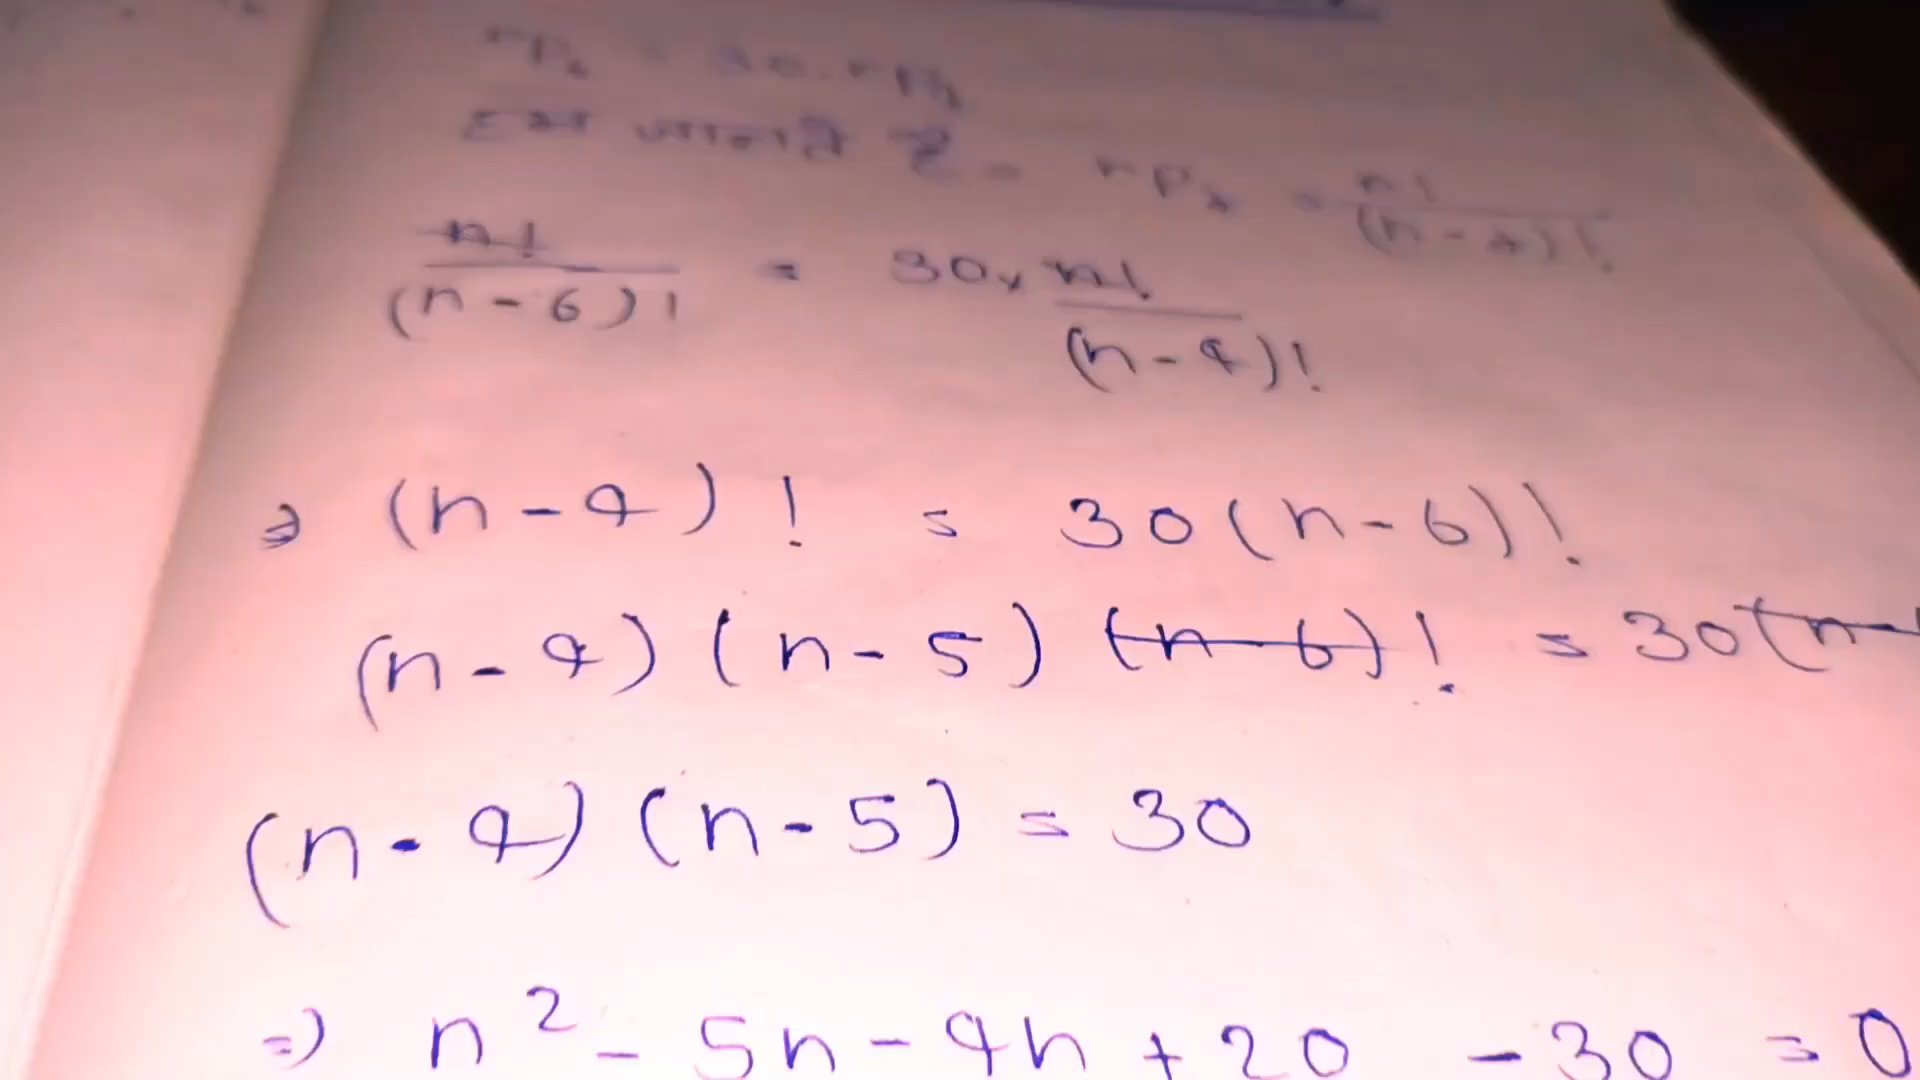 ⁿP₆ = 30. ⁿP₄
हम जानते है - ⁿPᵣ = n!/(n-r)!
n!/(n-6)! = 30 × n!/(n-4)!
⇒ (n-4)! = 30(n-6)!
(n-4)(n-5)(n-6)! = 30(n-
(n-4)(n-5) = 30
⇒ n² - 5n - 4n + 20 - 30 = 0